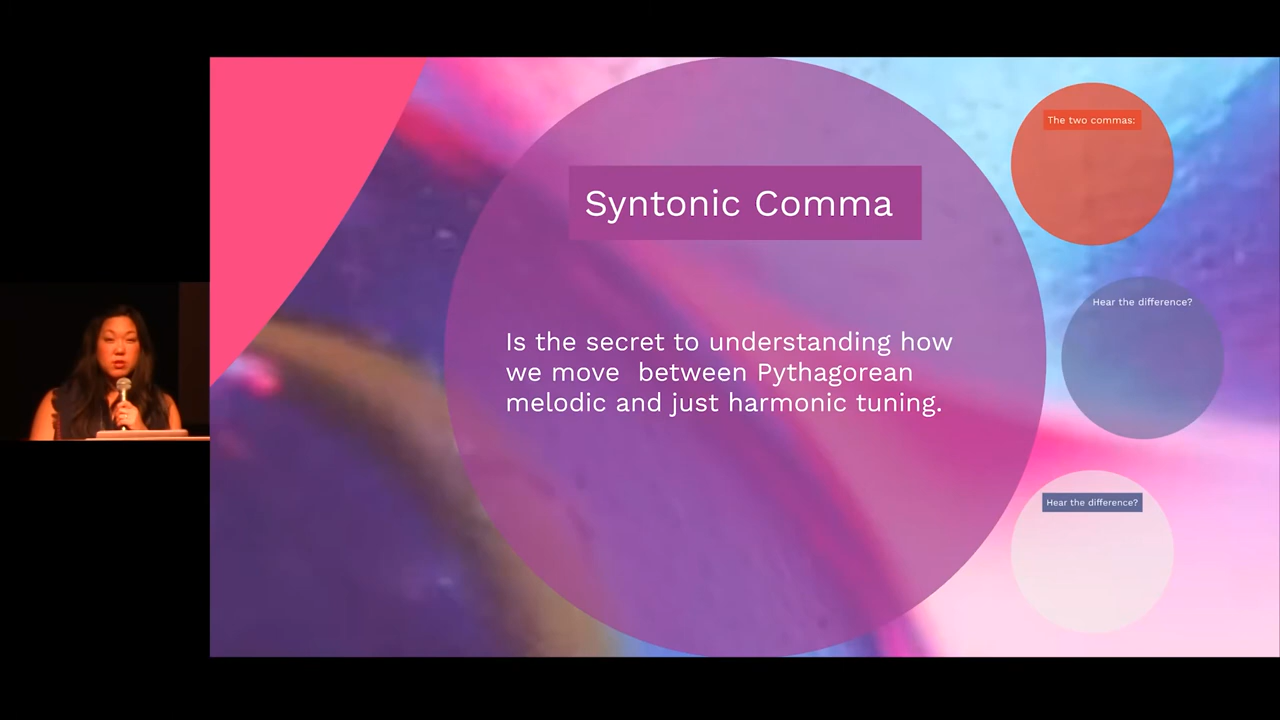 Syntonic Comma
Is the secret to understanding how
we move  between Pythagorean
melodic and just harmonic tuning.
The two commas:
Hear the difference?
Hear the difference?